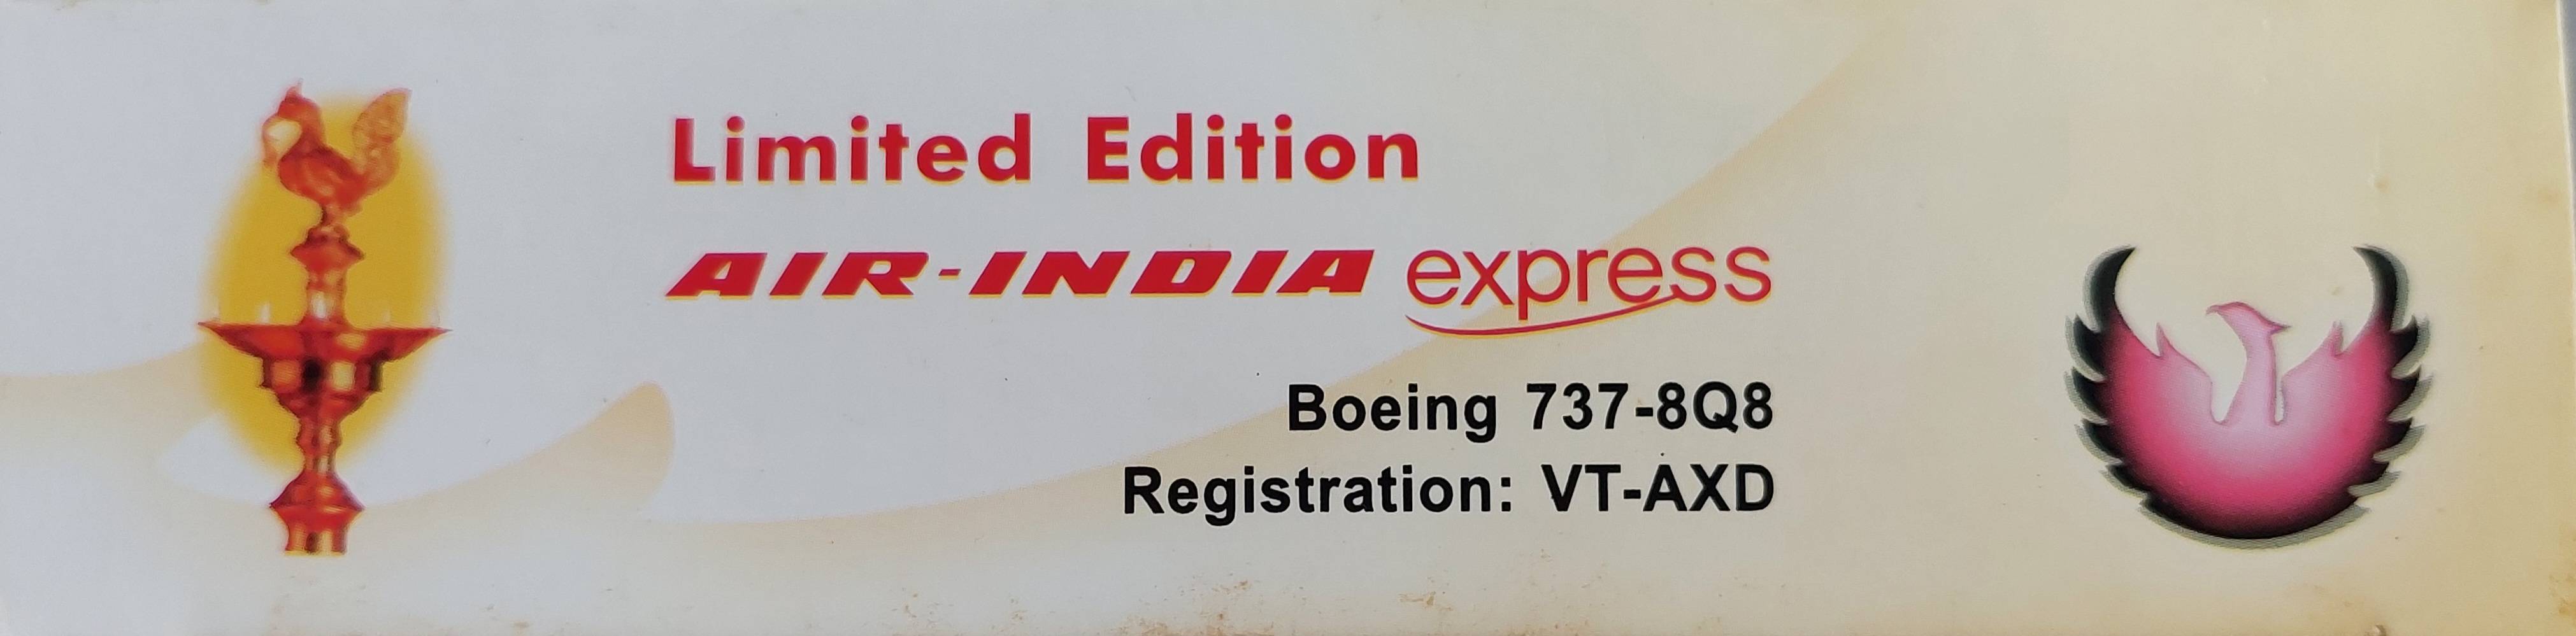 Limited Edition
AIR-INDIA express
Boeing 737-8Q8
Registration: VT-AXD